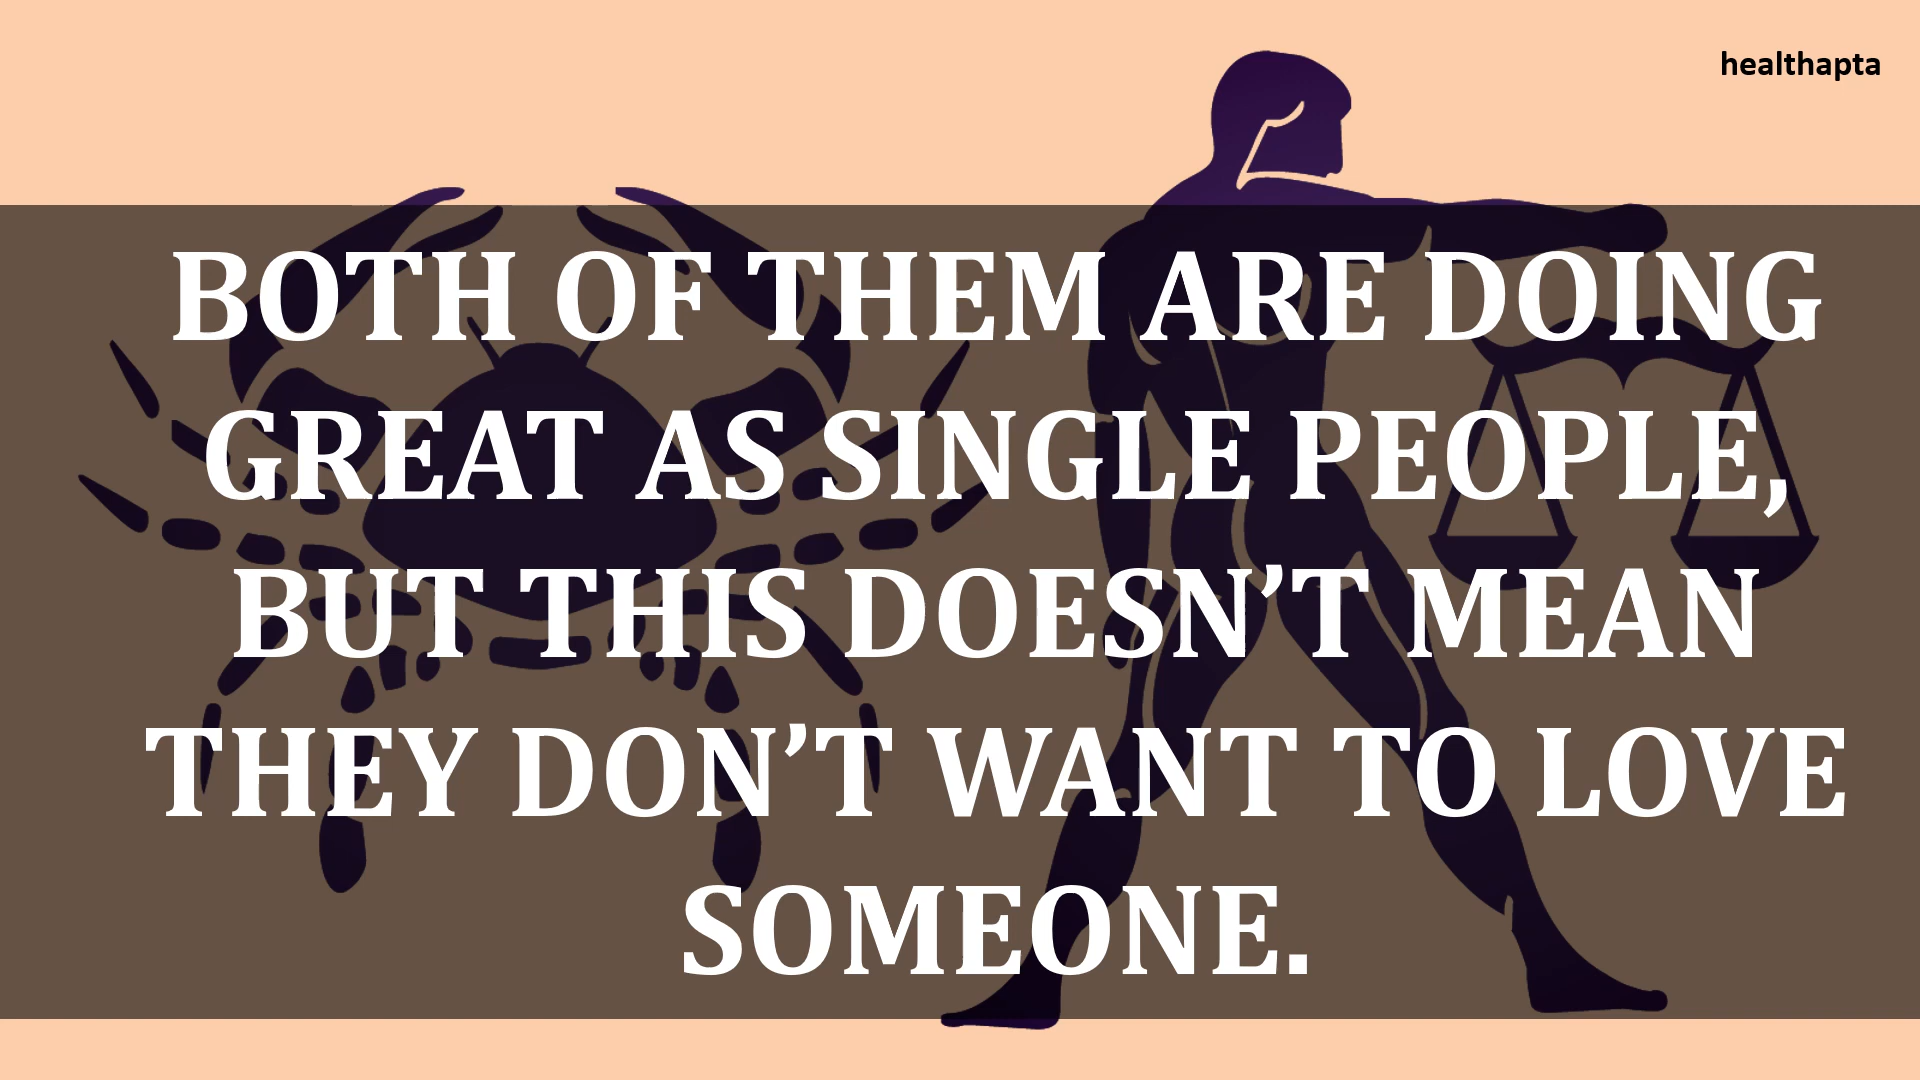 healthapta
BOTH OF THEM ARE DOING
GREAT AS SINGLE PEOPLE,
BUT THIS DOESN’T MEAN
THEY DON’T WANT TO LOVE
SOMEONE.